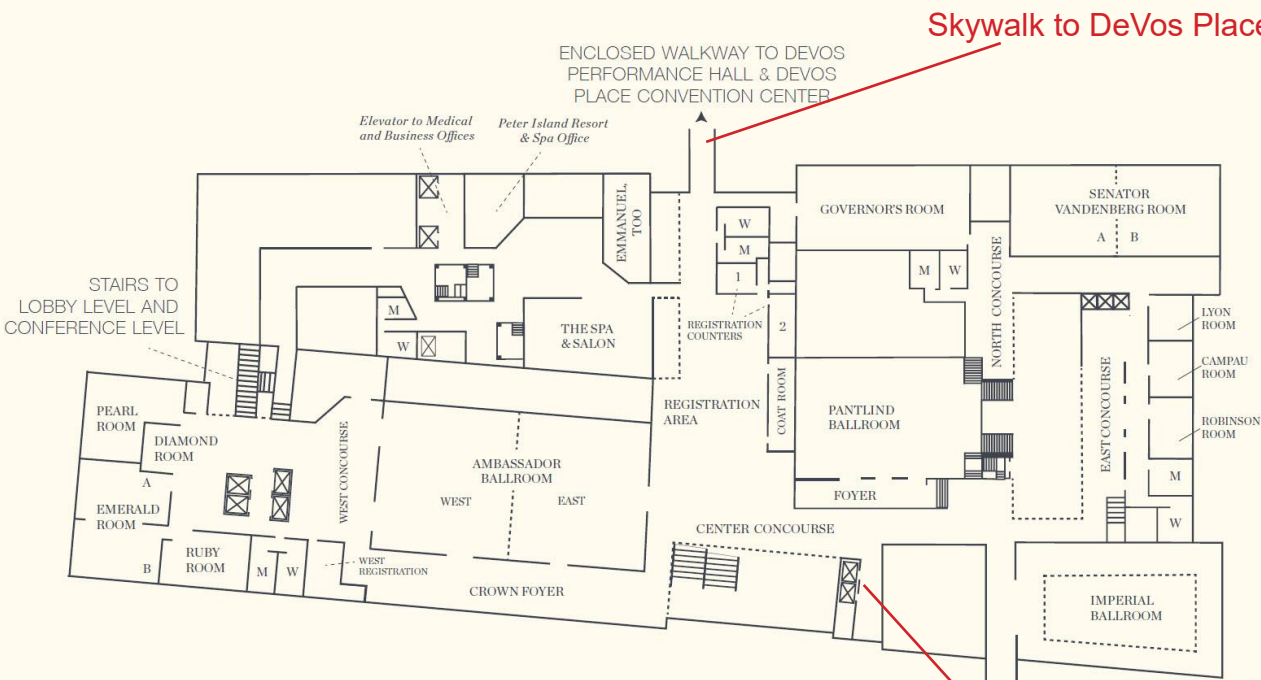 Skywalk to DeVos Place
ENCLOSED WALKWAY TO DEVOS
PERFORMANCE HALL & DEVOS
PLACE CONVENTION CENTER
Elevator to Medical
and Business Offices
Peter Island Resort
& Spa Office
EMMANUEL,
TOO
W
M
1
REGISTRATION
COUNTERS
2
GOVERNOR'S ROOM
M
W
NORTH CONCOURSE
SENATOR
VANDENBERG ROOM
A
B
STAIRS TO
LOBBY LEVEL AND
CONFERENCE LEVEL
M
W
THE SPA
& SALON
LYON
ROOM
CAMPAU
ROOM
ROBINSON
ROOM
EAST CONCOURSE
M
W
PEARL
ROOM
DIAMOND
ROOM
A
EMERALD
ROOM
B
RUBY
ROOM
M
W
WEST
REGISTRATION
WEST CONCOURSE
AMBASSADOR
BALLROOM
WEST
EAST
CROWN FOYER
REGISTRATION
AREA
COAT ROOM
PANTLIND
BALLROOM
FOYER
CENTER CONCOURSE
IMPERIAL
BALLROOM